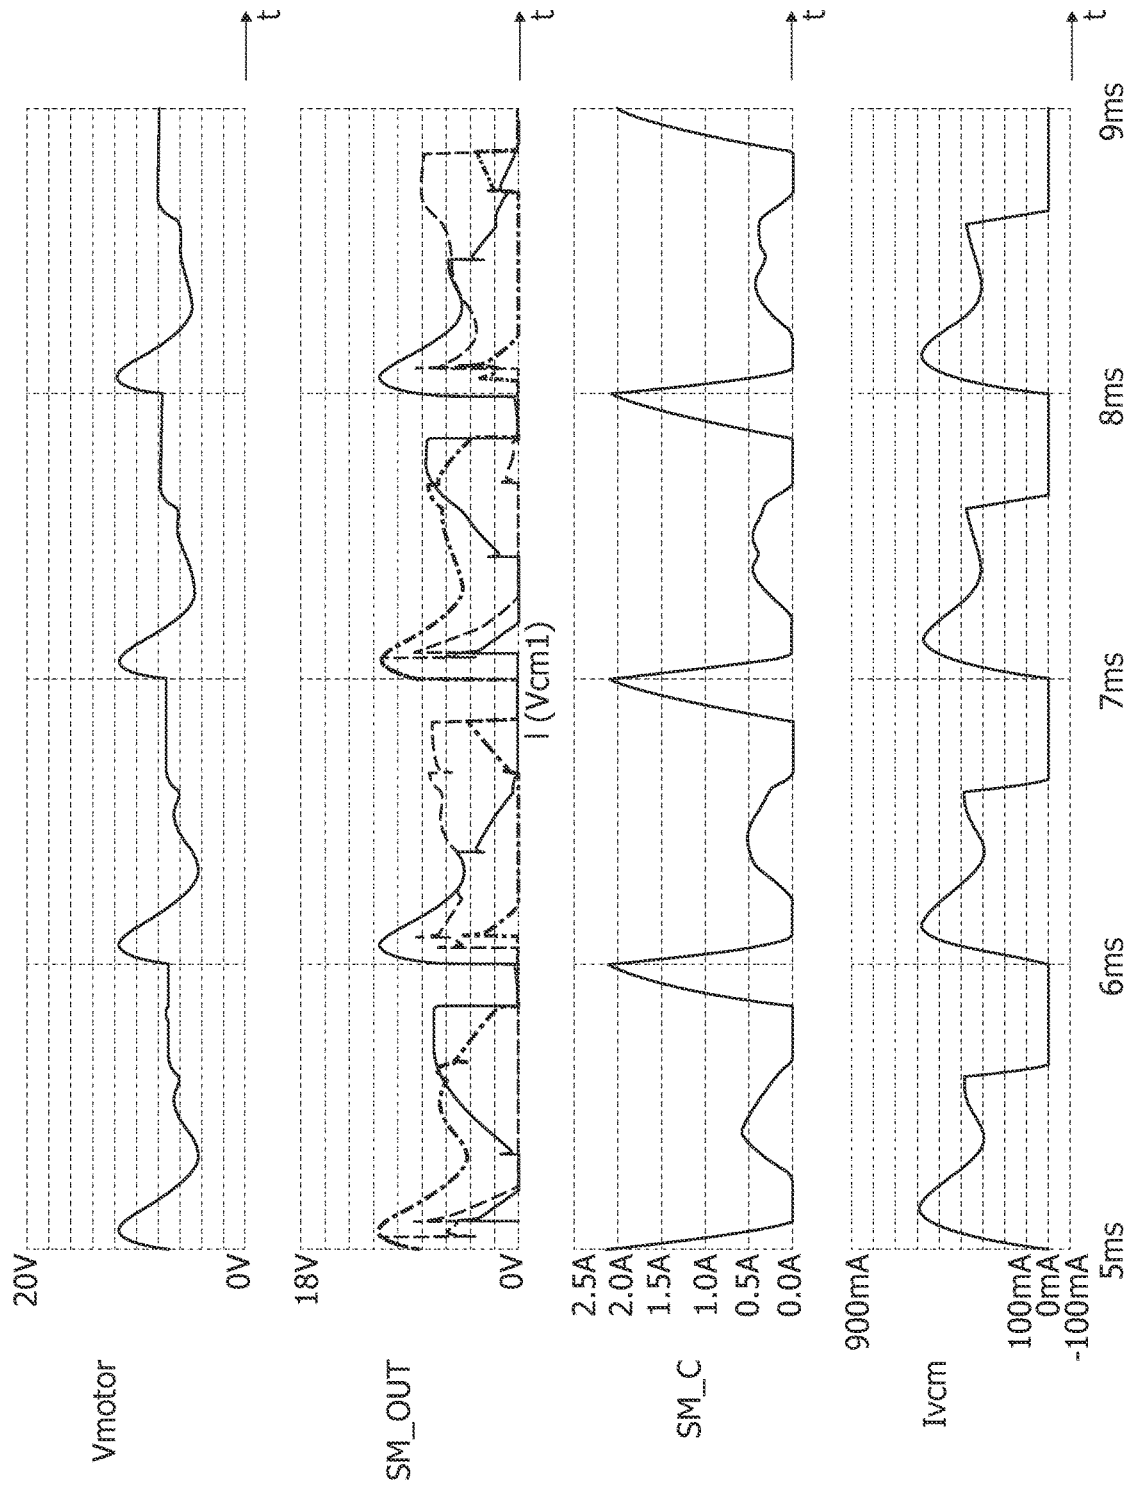 Vmotor
20V
0V
t
SM_OUT
18V
0V
I (Vcm1)
t
SM_C
2.5A
2.0A
1.5A
1.0A
0.5A
0.0A
t
Ivcm
900mA
100mA
0mA
-100mA
t
5ms 6ms 7ms 8ms 9ms